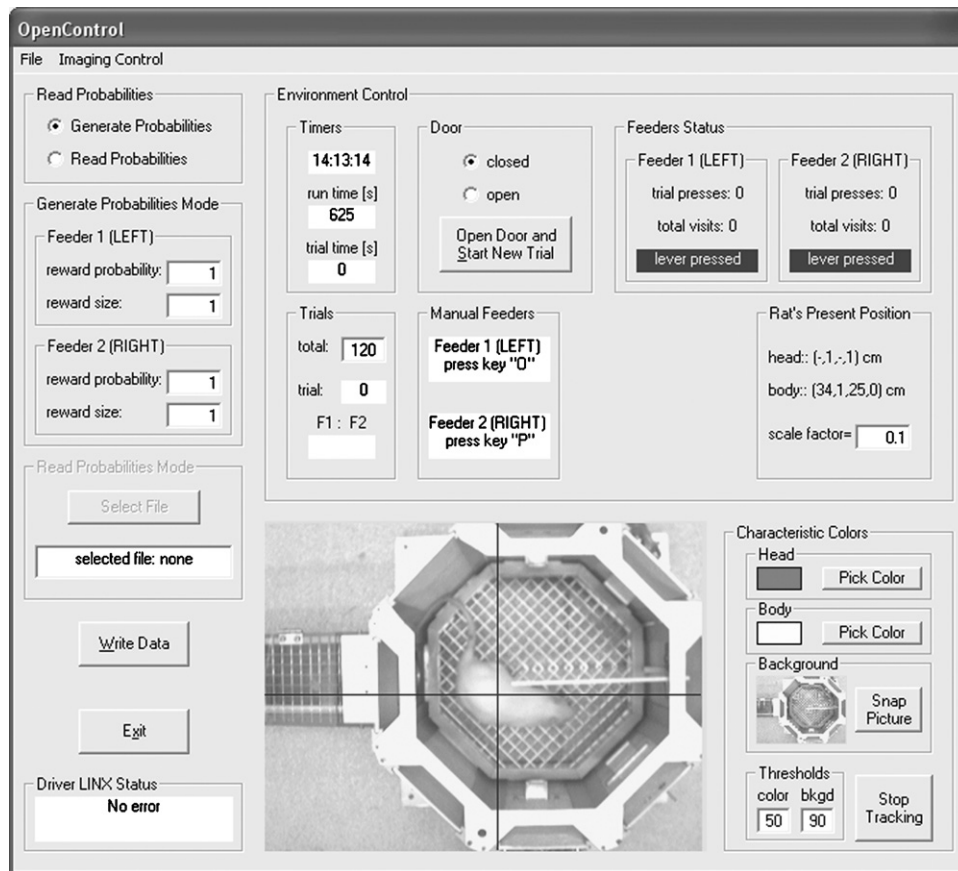 OpenControl
File Imaging Control
Read Probabilities
Generate Probabilities
Read Probabilities
Generate Probabilities Mode
Feeder 1 (LEFT)
reward probability: 1
reward size: 1
Feeder 2 (RIGHT)
reward probability: 1
reward size: 1
Read Probabilities Mode
Select File
selected file: none
Write Data
Exit
Driver LINX Status
No error
Environment Control
Timers
14:13:14
run time [s]
625
trial time [s]
0
Door
closed
open
Open Door and
Start New Trial
Feeders Status
Feeder 1 (LEFT)
trial presses: 0
total visits: 0
lever pressed
Feeder 2 (RIGHT)
trial presses: 0
total visits: 0
lever pressed
Trials
total: 120
trial: 0
F1 : F2
Manual Feeders
Feeder 1 (LEFT)
press key "O"
Feeder 2 (RIGHT)
press key "P"
Rat's Present Position
head:: (-,1,-,1) cm
body:: (34,1,25,0) cm
scale factor= 0.1
Characteristic Colors
Head
Pick Color
Body
Pick Color
Background
Snap
Picture
Thresholds
color bkgd
50 90
Stop
Tracking